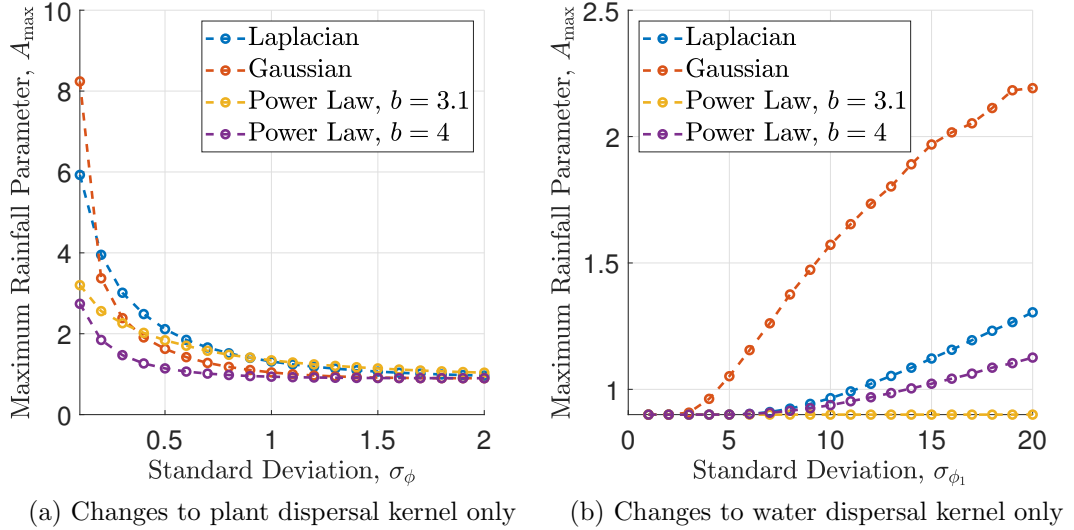 Maximum Rainfall Parameter, A_max
10
8
6
4
2
0
Laplacian
Gaussian
Power Law, b = 3.1
Power Law, b = 4
0.5 1 1.5 2
Standard Deviation, σ_ϕ
(a) Changes to plant dispersal kernel only
Maximum Rainfall Parameter, A_max
2.5
2
1.5
1
Laplacian
Gaussian
Power Law, b = 3.1
Power Law, b = 4
0 5 10 15 20
Standard Deviation, σ_ϕ₁
(b) Changes to water dispersal kernel only